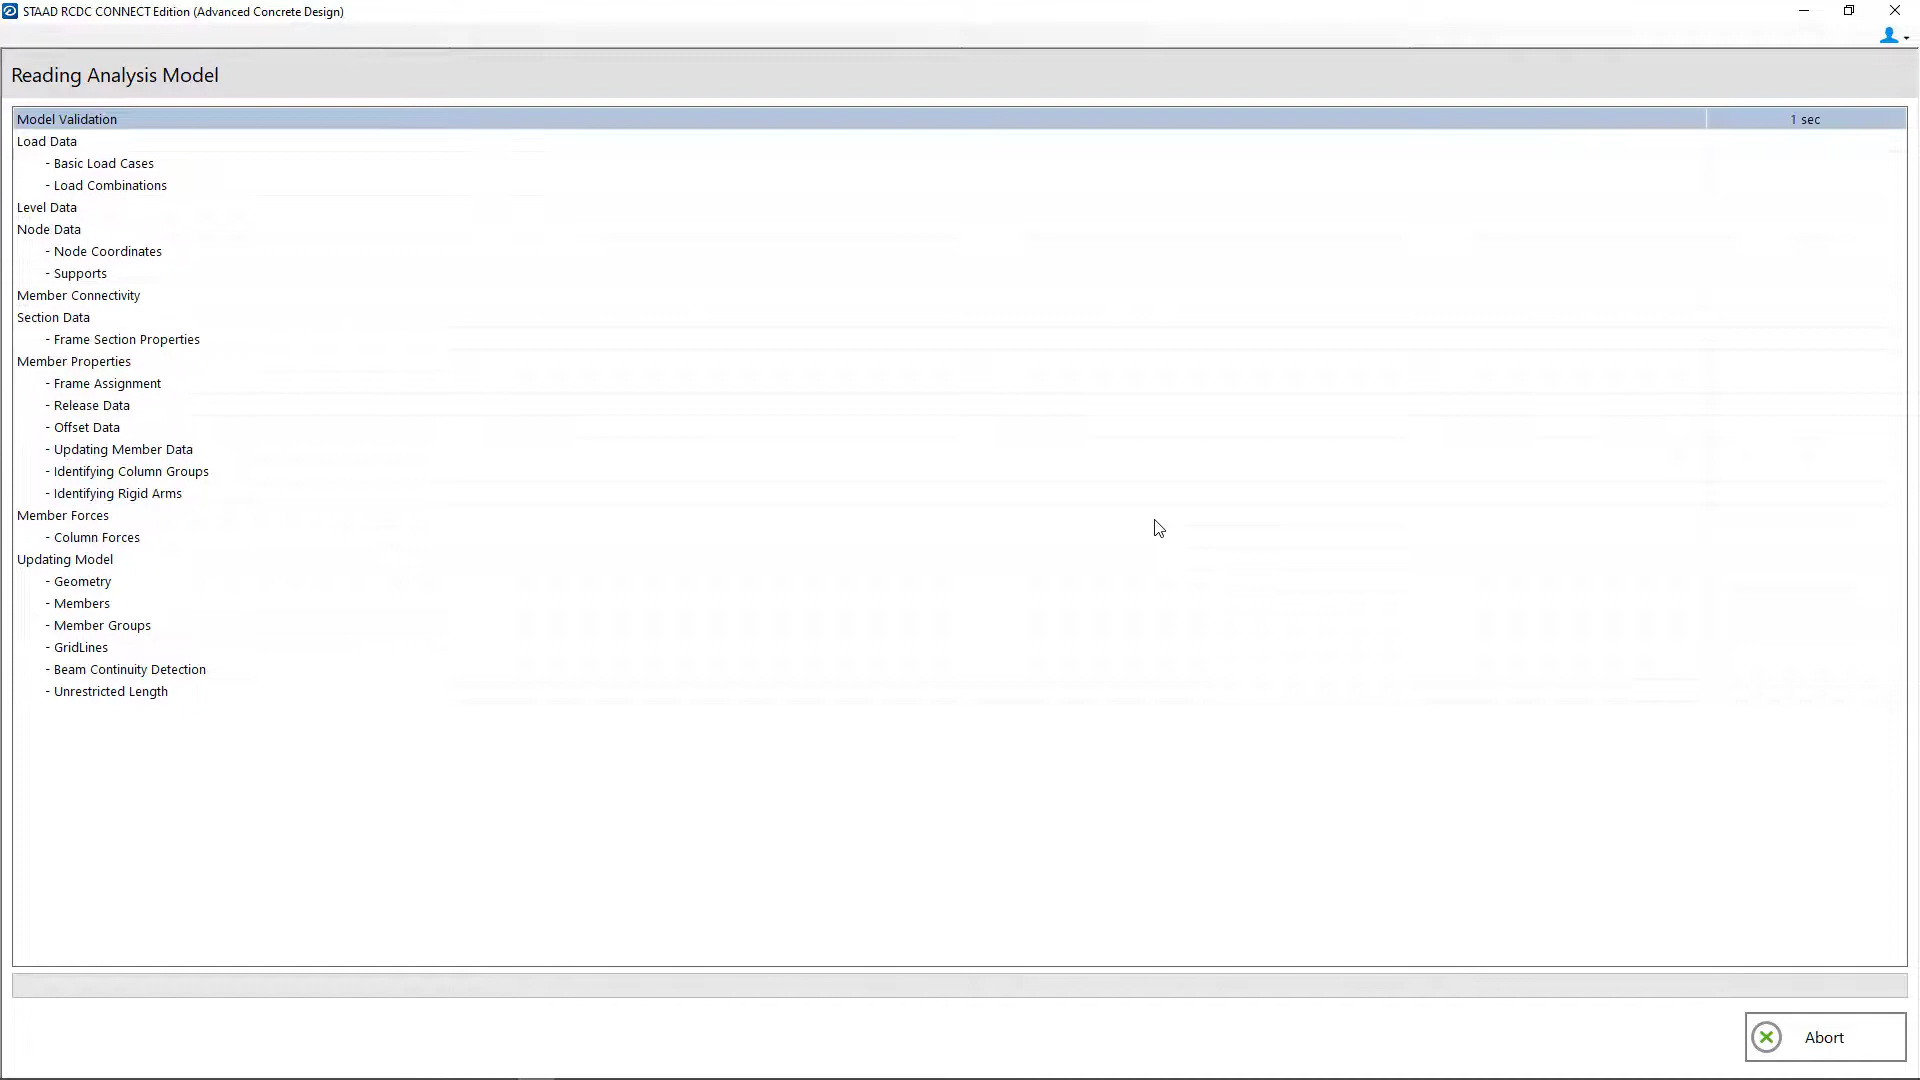 STAAD RCDC CONNECT Edition (Advanced Concrete Design)
Reading Analysis Model
Model Validation 1 sec
Load Data
- Basic Load Cases
- Load Combinations
Level Data
Node Data
- Node Coordinates
- Supports
Member Connectivity
Section Data
- Frame Section Properties
Member Properties
- Frame Assignment
- Release Data
- Offset Data
- Updating Member Data
- Identifying Column Groups
- Identifying Rigid Arms
Member Forces
- Column Forces
Updating Model
- Geometry
- Members
- Member Groups
- GridLines
- Beam Continuity Detection
- Unrestricted Length
Abort